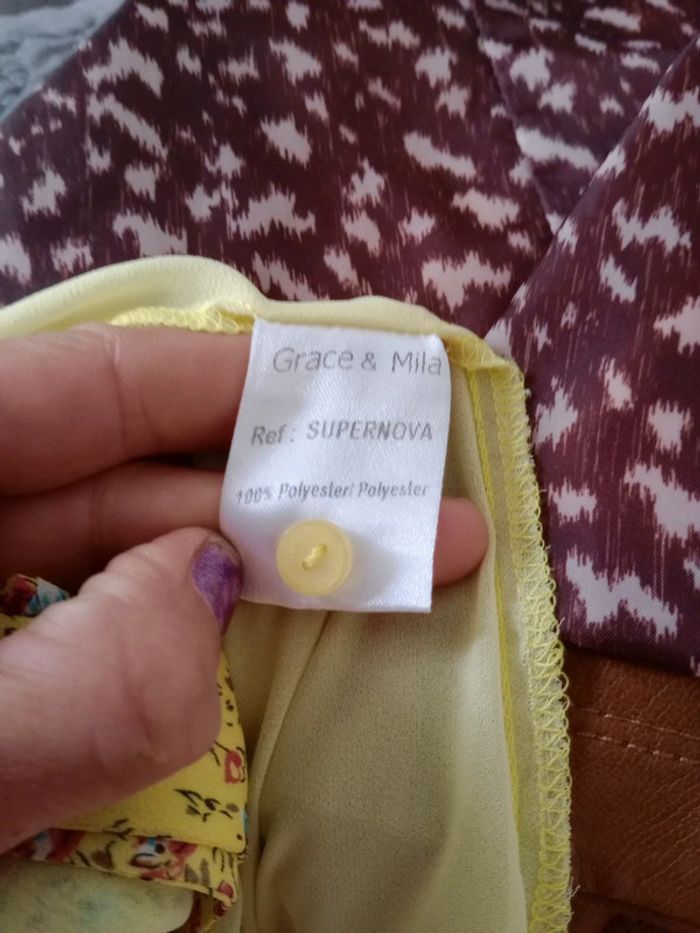 Grace & Mila
Ref: SUPERNOVA
100% Polyester/ Polyester